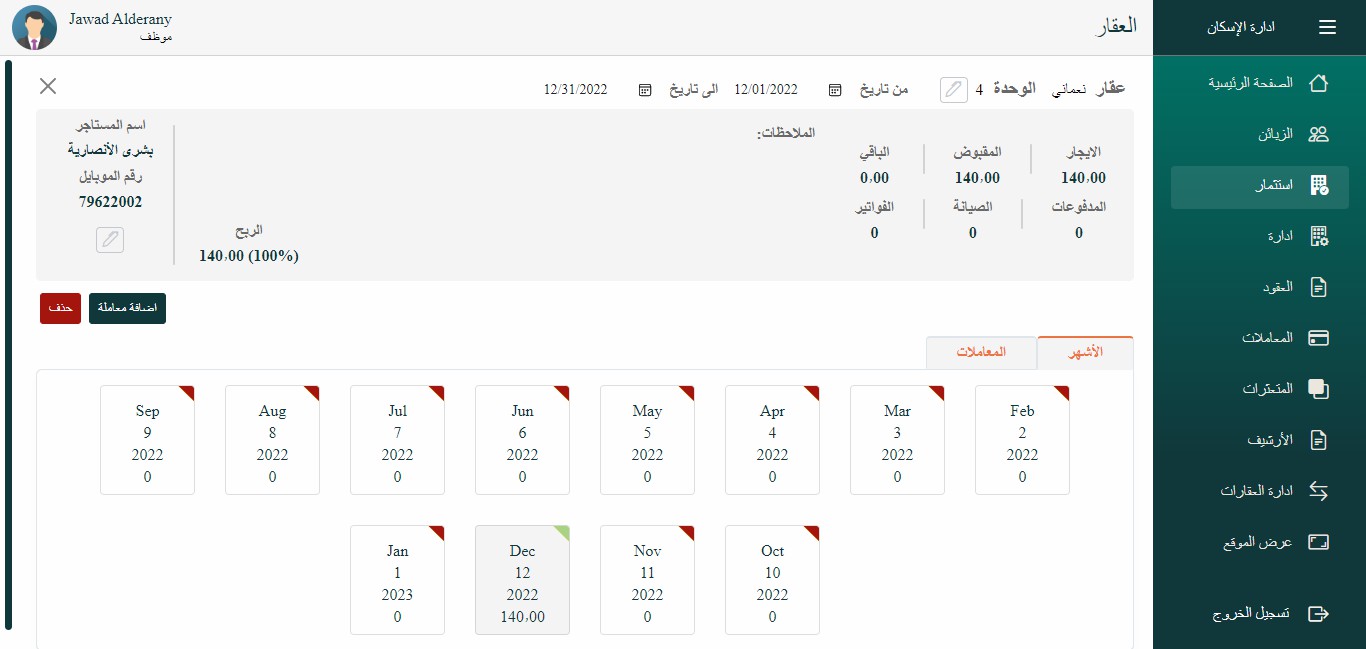 ادارة الإسكان
الصفحة الرئيسية
الزبائن
استثمار
ادارة
العقود
المعاملات
المتعثرات
الأرشيف
ادارة العقارات
عرض الموقع
تسجيل الخروج
العقار
Jawad Alderany
موظف
عقار نعماني الوحدة 4
من تاريخ 12/01/2022 الى تاريخ 12/31/2022
الايجار
140،00
المقبوض
140،00
الباقي
0،00
المدفوعات
0
الصيانة
0
الفواتير
0
الملاحظات:
الربح
140،00 (100%)
اسم المستاجر
بشرى الأنصارية
رقم الموبايل
79622002
اضافة معاملة
حذف
الأشهر
المعاملات
Feb
2
2022
0
Mar
3
2022
0
Apr
4
2022
0
May
5
2022
0
Jun
6
2022
0
Jul
7
2022
0
Aug
8
2022
0
Sep
9
2022
0
Oct
10
2022
0
Nov
11
2022
0
Dec
12
2022
140،00
Jan
1
2023
0